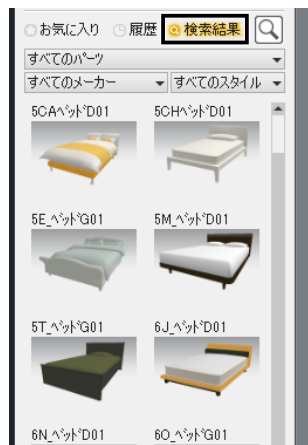 お気に入り 履歴 検索結果
すべてのパーツ
すべてのメーカー すべてのスタイル
5CAﾍﾞｯﾄﾞD01 5CHﾍﾞｯﾄﾞD01
5E_ﾍﾞｯﾄﾞG01 5M_ﾍﾞｯﾄﾞD01
5T_ﾍﾞｯﾄﾞG01 6J_ﾍﾞｯﾄﾞD01
6N_ﾍﾞｯﾄﾞD01 6O_ﾍﾞｯﾄﾞG01